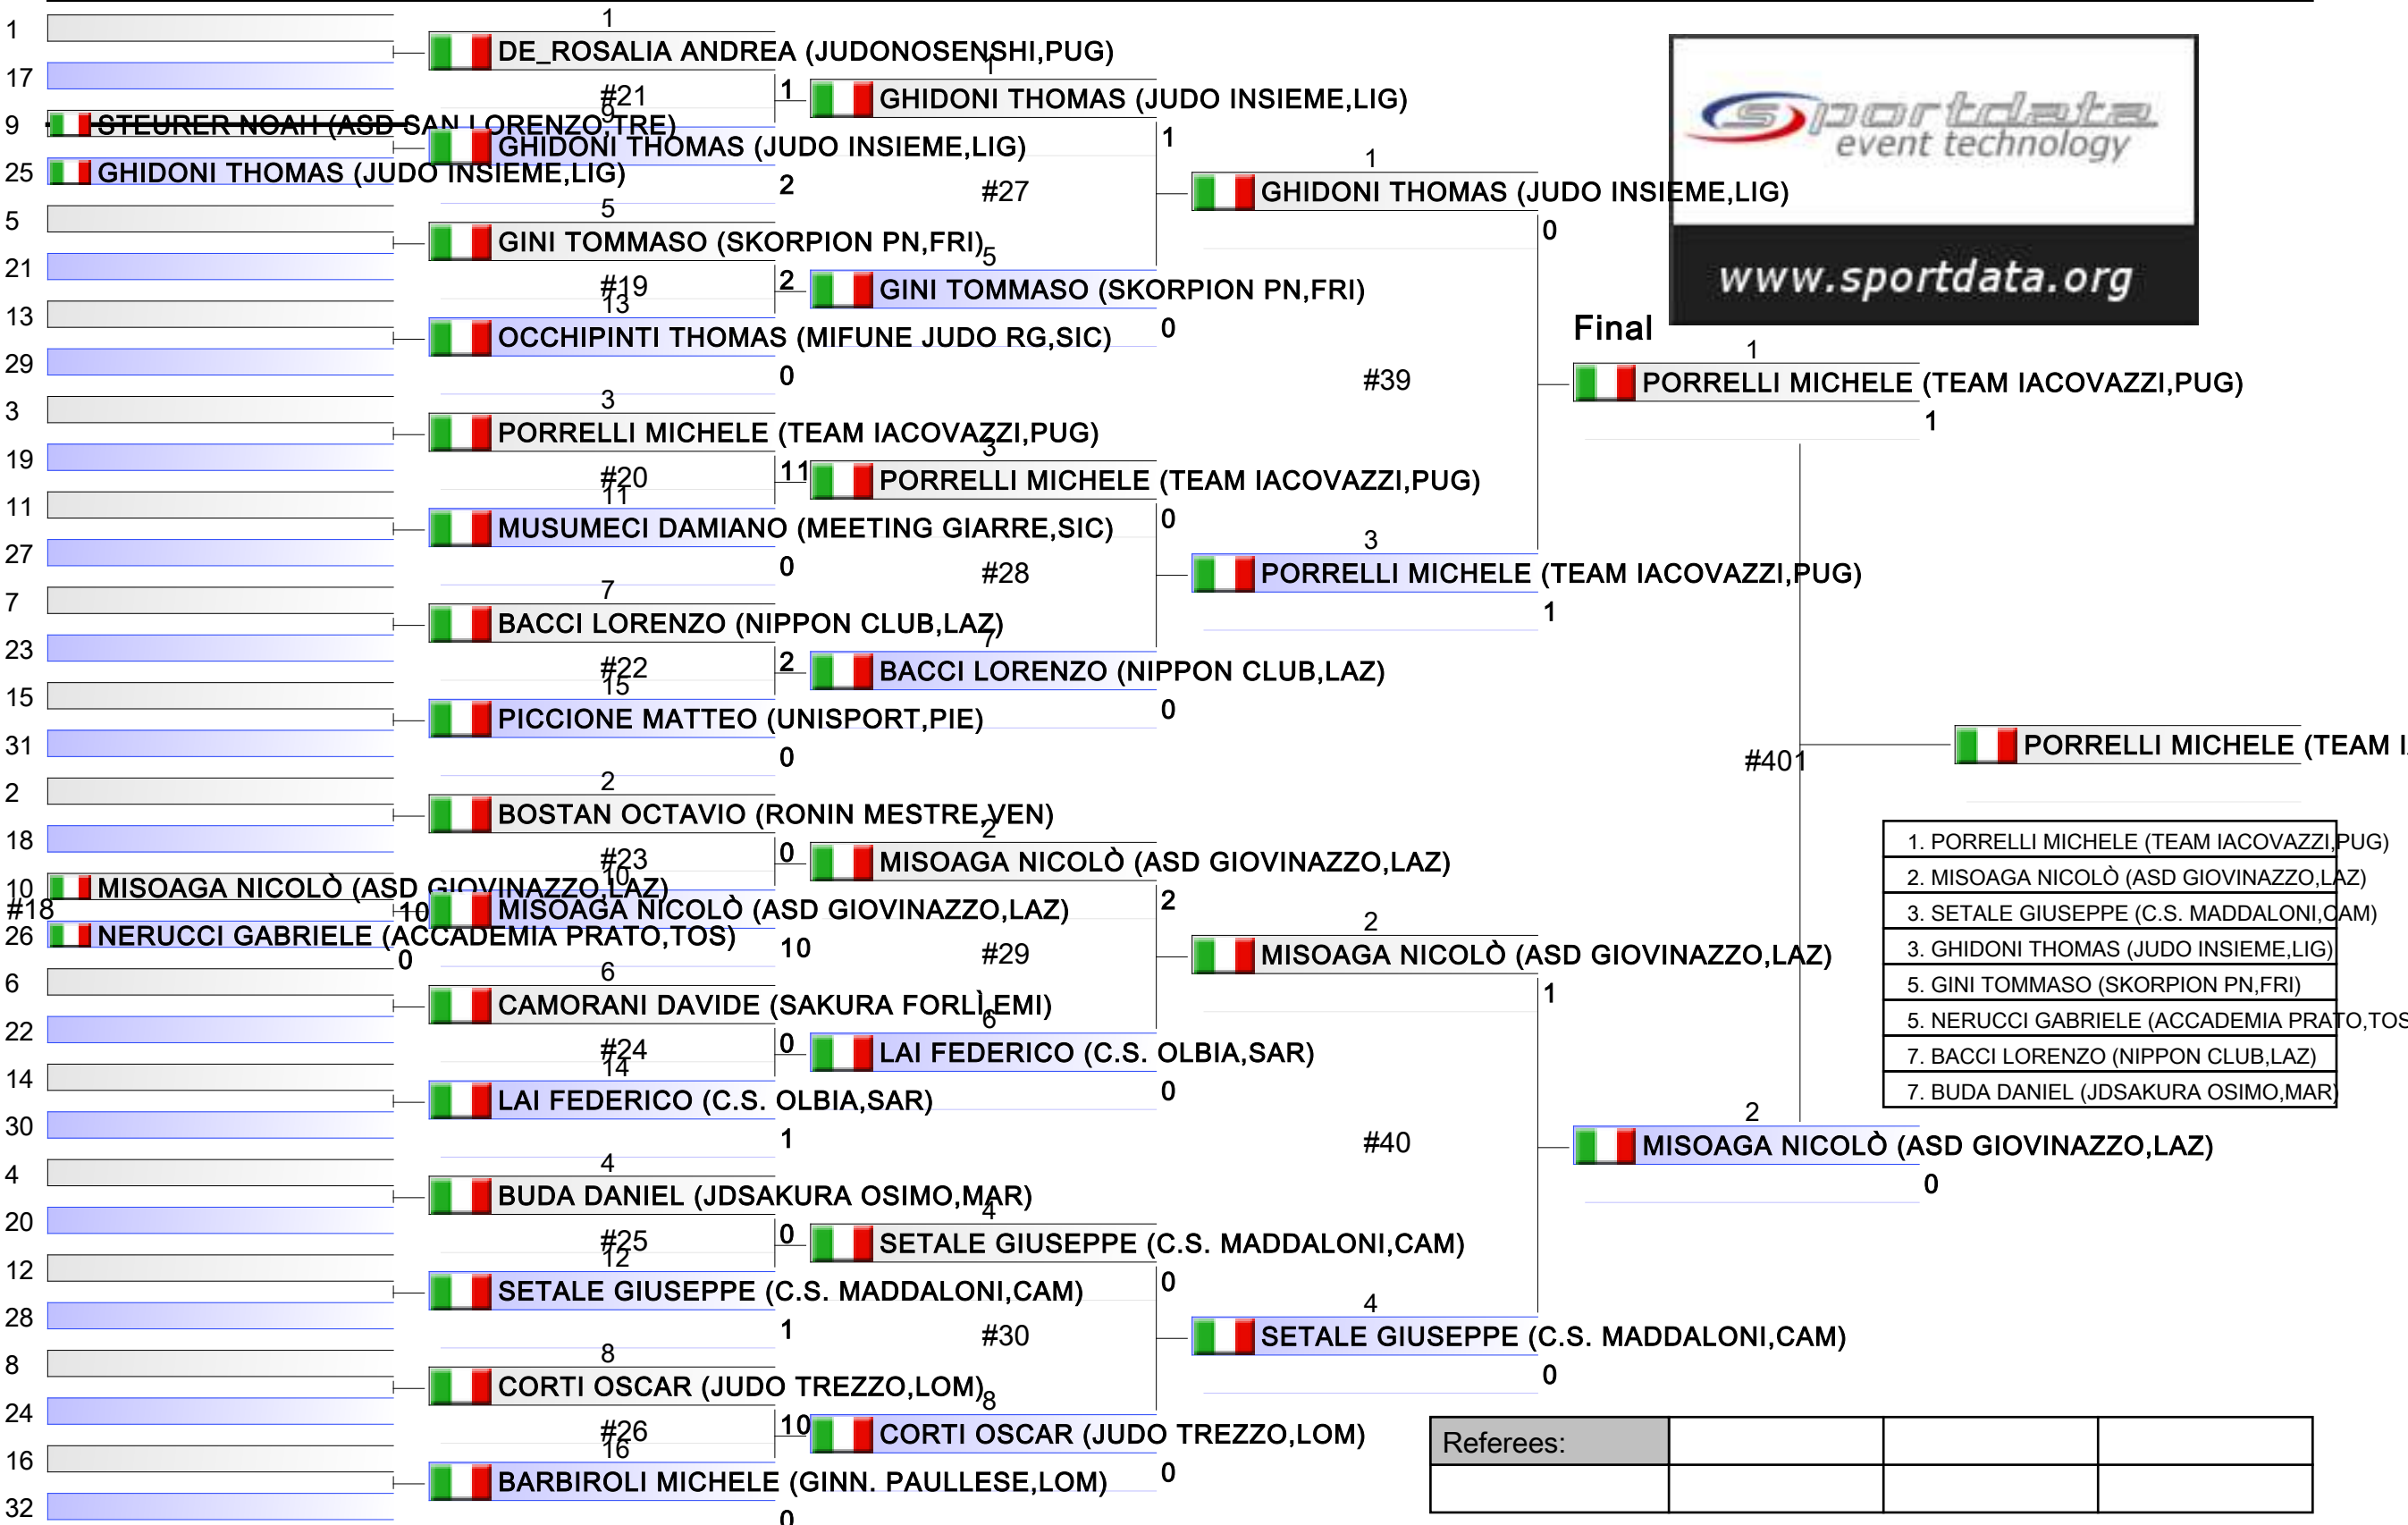 1
17
9 STEURER NOAH (ASD SAN LORENZO,TRE)
25 GHIDONI THOMAS (JUDO INSIEME,LIG)
5
21
13
29
3
19
11
27
7
23
15
31
2
18
10 MISOAGA NICOLÒ (ASD GIOVINAZZO,LAZ)
10
#18
26 NERUCCI GABRIELE (ACCADEMIA PRATO,TOS)
0
6
22
14
30
4
20
12
28
8
24
16
32
1
DE_ROSALIA ANDREA (JUDONOSENSHI,PUG)
1
#21
9
GHIDONI THOMAS (JUDO INSIEME,LIG)
2
5
GINI TOMMASO (SKORPION PN,FRI)
2
#19
13
OCCHIPINTI THOMAS (MIFUNE JUDO RG,SIC)
0
3
PORRELLI MICHELE (TEAM IACOVAZZI,PUG)
11
#20
11
MUSUMECI DAMIANO (MEETING GIARRE,SIC)
0
7
BACCI LORENZO (NIPPON CLUB,LAZ)
2
#22
15
PICCIONE MATTEO (UNISPORT,PIE)
0
2
BOSTAN OCTAVIO (RONIN MESTRE,VEN)
0
#23
10
MISOAGA NICOLÒ (ASD GIOVINAZZO,LAZ)
10
6
CAMORANI DAVIDE (SAKURA FORLÌ,EMI)
0
#24
14
LAI FEDERICO (C.S. OLBIA,SAR)
1
4
BUDA DANIEL (JDSAKURA OSIMO,MAR)
0
#25
12
SETALE GIUSEPPE (C.S. MADDALONI,CAM)
1
8
CORTI OSCAR (JUDO TREZZO,LOM)
10
#26
16
BARBIROLI MICHELE (GINN. PAULLESE,LOM)
0
1
GHIDONI THOMAS (JUDO INSIEME,LIG)
1
#27
5
GINI TOMMASO (SKORPION PN,FRI)
0
3
PORRELLI MICHELE (TEAM IACOVAZZI,PUG)
0
#28
7
BACCI LORENZO (NIPPON CLUB,LAZ)
0
2
MISOAGA NICOLÒ (ASD GIOVINAZZO,LAZ)
2
#29
6
LAI FEDERICO (C.S. OLBIA,SAR)
0
4
SETALE GIUSEPPE (C.S. MADDALONI,CAM)
0
#30
8
CORTI OSCAR (JUDO TREZZO,LOM)
0
1
GHIDONI THOMAS (JUDO INSIEME,LIG)
0
#39
3
PORRELLI MICHELE (TEAM IACOVAZZI,PUG)
1
2
MISOAGA NICOLÒ (ASD GIOVINAZZO,LAZ)
1
#40
4
SETALE GIUSEPPE (C.S. MADDALONI,CAM)
0
sportdata
event technology
www.sportdata.org
Final
1
PORRELLI MICHELE (TEAM IACOVAZZI,PUG)
1
#401
2
MISOAGA NICOLÒ (ASD GIOVINAZZO,LAZ)
0
PORRELLI MICHELE (TEAM
1. PORRELLI MICHELE (TEAM IACOVAZZI,PUG)
2. MISOAGA NICOLÒ (ASD GIOVINAZZO,LAZ)
3. SETALE GIUSEPPE (C.S. MADDALONI,CAM)
3. GHIDONI THOMAS (JUDO INSIEME,LIG)
5. GINI TOMMASO (SKORPION PN,FRI)
5. NERUCCI GABRIELE (ACCADEMIA PRATO,TOS
7. BACCI LORENZO (NIPPON CLUB,LAZ)
7. BUDA DANIEL (JDSAKURA OSIMO,MAR)
Referees: